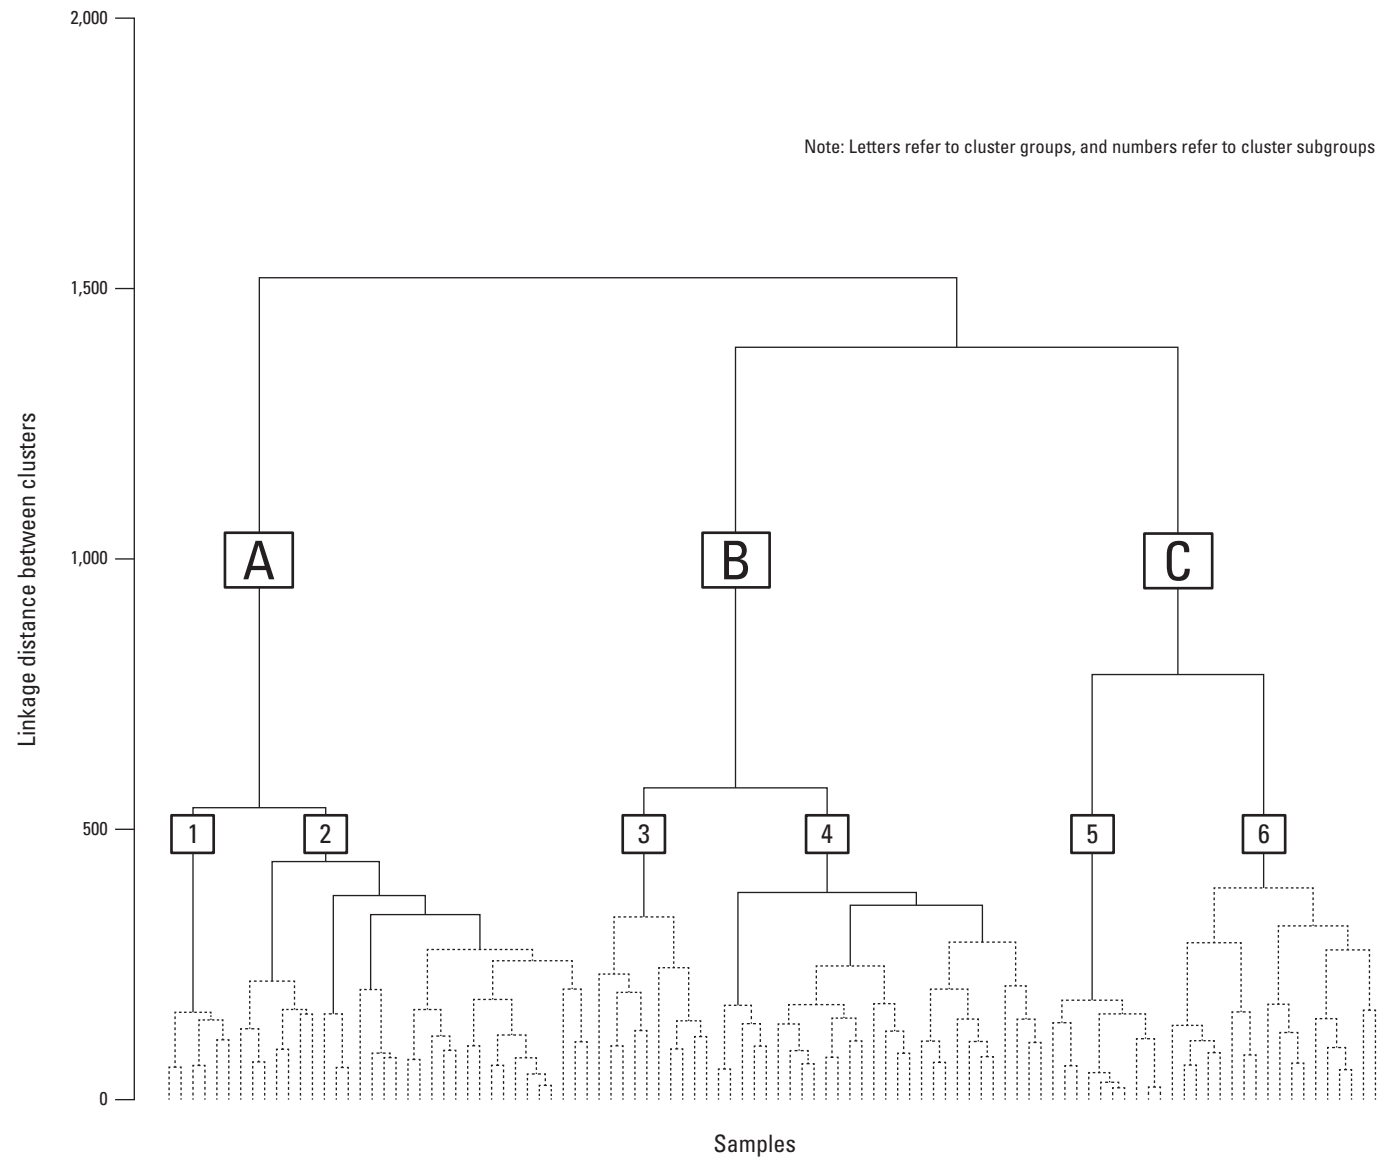 2,000
Note: Letters refer to cluster groups, and numbers refer to cluster subgroups
1,500
Linkage distance between clusters
1,000
A
B
C
500
1
2
3
4
5
6
0
Samples